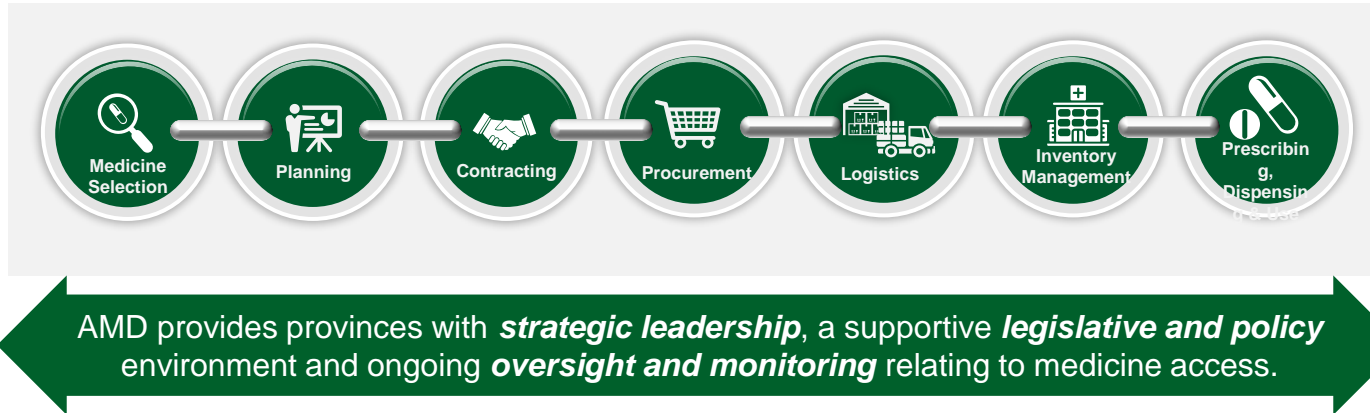 Medicine
Selection
Planning
Contracting
Procurement
Logistics
Inventory
Management
Prescribin
g,
Dispensin
g & Use
AMD provides provinces with strategic leadership, a supportive legislative and policy
environment and ongoing oversight and monitoring relating to medicine access.